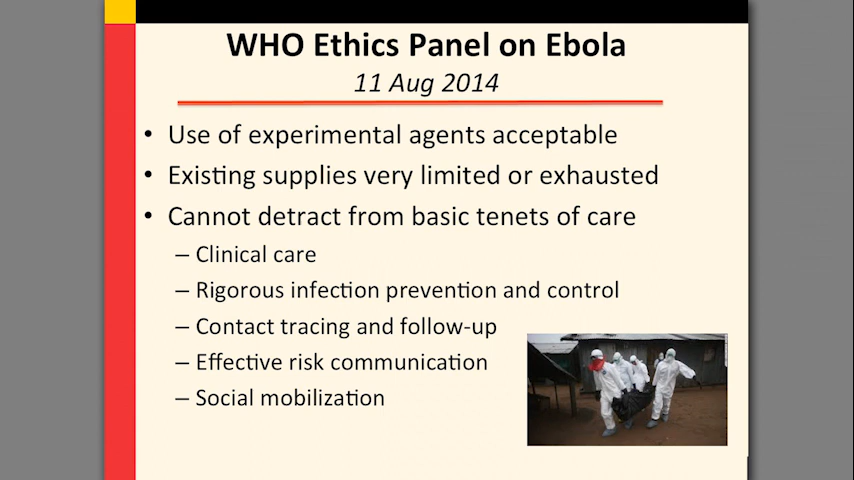 WHO Ethics Panel on Ebola
11 Aug 2014
• Use of experimental agents acceptable
• Existing supplies very limited or exhausted
• Cannot detract from basic tenets of care
– Clinical care
– Rigorous infection prevention and control
– Contact tracing and follow-up
– Effective risk communication
– Social mobilization